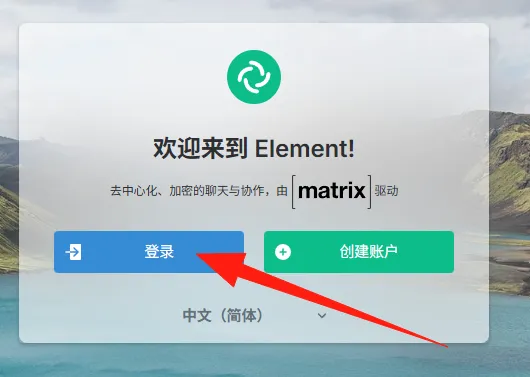 欢迎来到 Element!
去中心化、加密的聊天与协作，由 [matrix] 驱动
登录
创建账户
中文（简体）